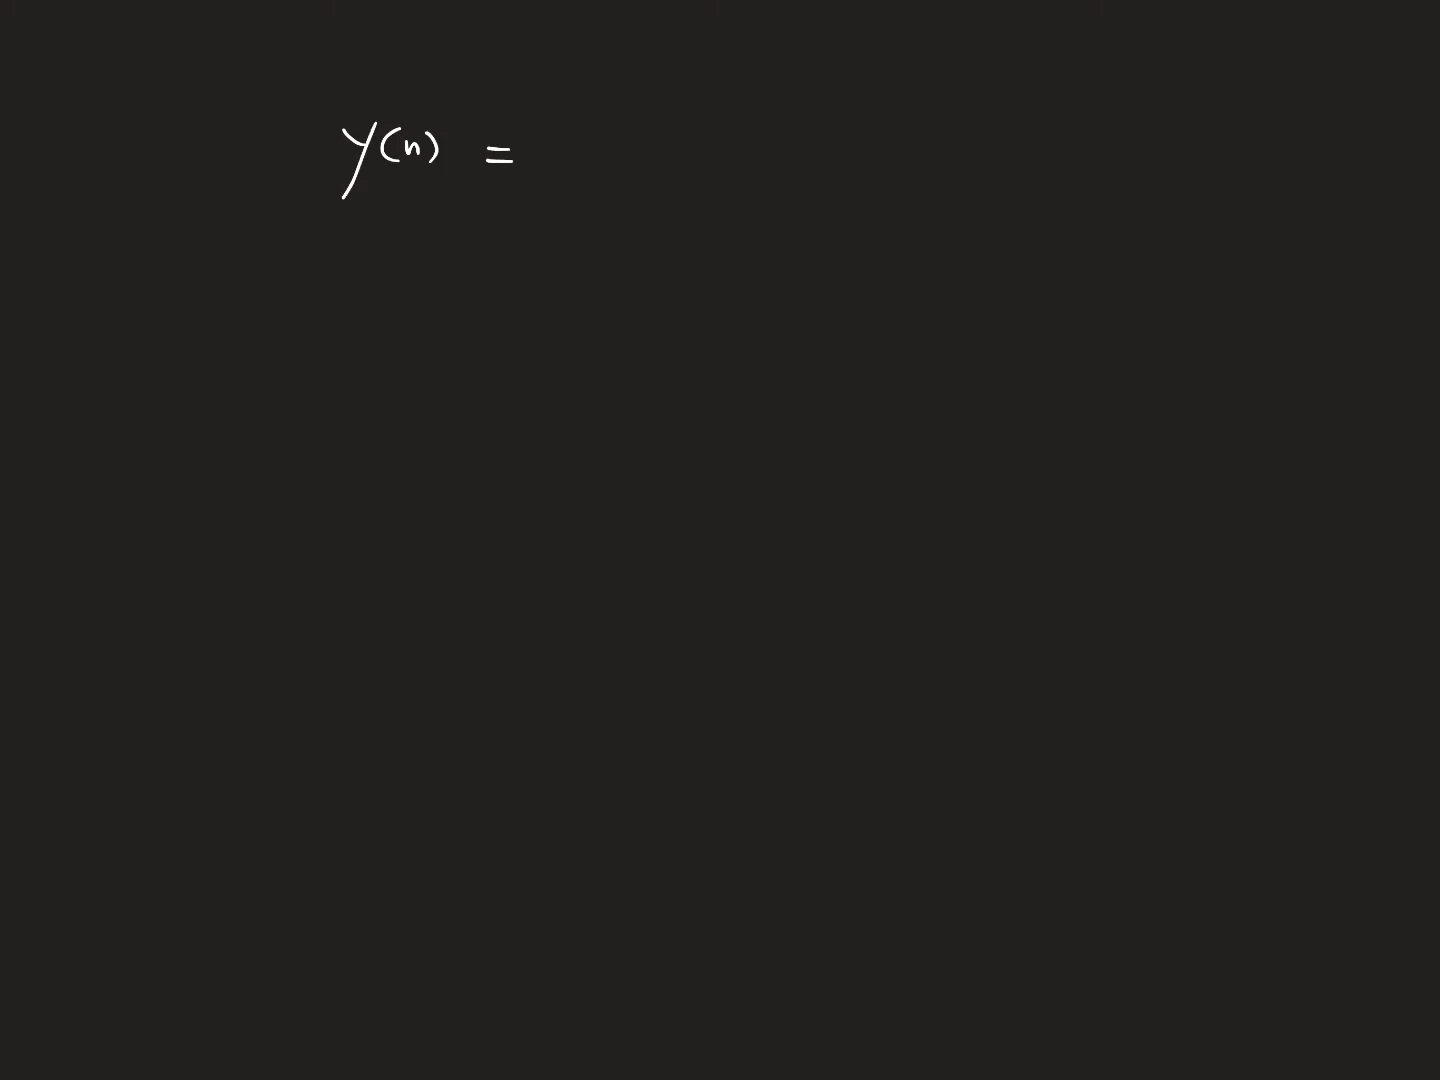 y(n) =